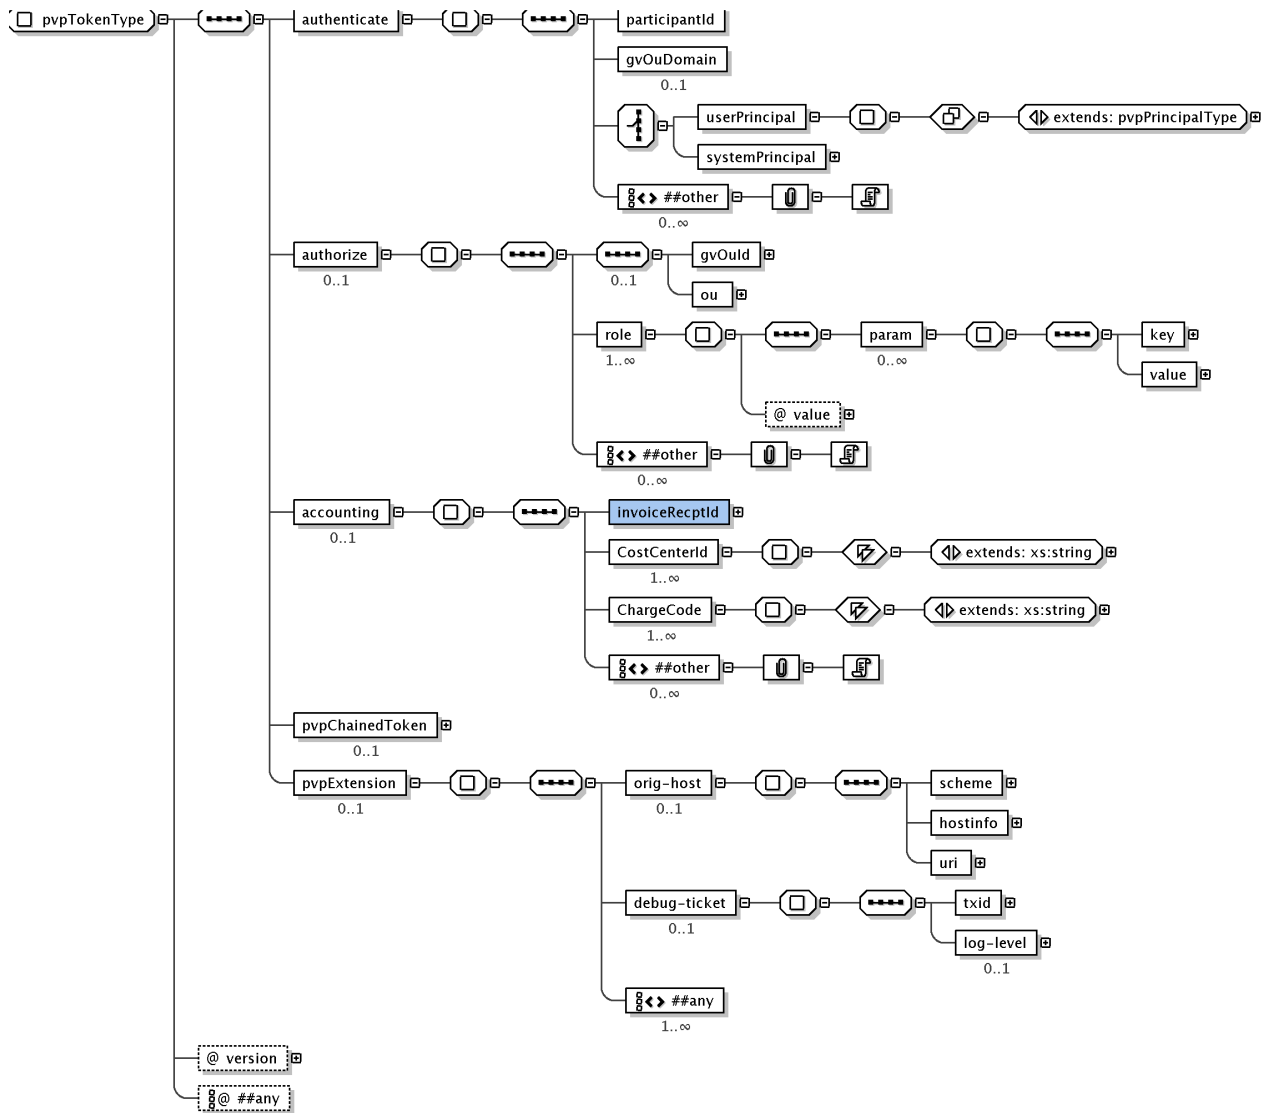 pvpTokenType
authenticate
participantId
gvOuDomain
0..1
userPrincipal
extends: pvpPrincipalType
systemPrincipal
##other
0..∞
authorize
0..1
0..1
gvOuId
ou
role
1..∞
param
0..∞
key
value
@ value
##other
0..∞
accounting
0..1
invoiceRecptId
CostCenterId
1..∞
extends: xs:string
ChargeCode
1..∞
extends: xs:string
##other
0..∞
pvpChainedToken
0..1
pvpExtension
0..1
orig-host
0..1
scheme
hostinfo
uri
debug-ticket
0..1
txid
log-level
0..1
##any
1..∞
@ version
@ ##any